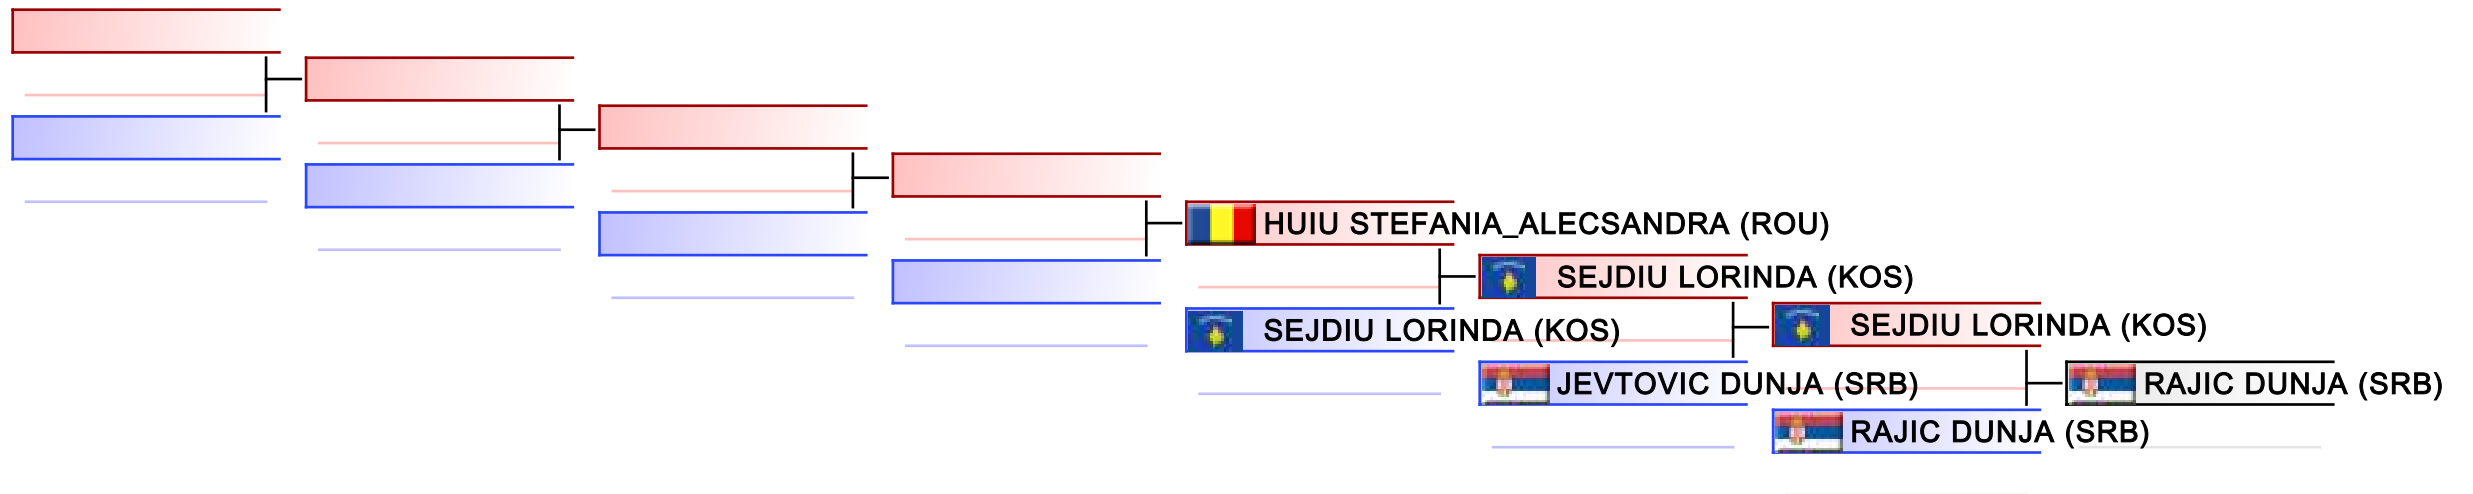 HUIU STEFANIA_ALECSANDRA (ROU)
SEJDIU LORINDA (KOS)
SEJDIU LORINDA (KOS)
SEJDIU LORINDA (KOS)
JEVTOVIC DUNJA (SRB)
RAJIC DUNJA (SRB)
RAJIC DUNJA (SRB)